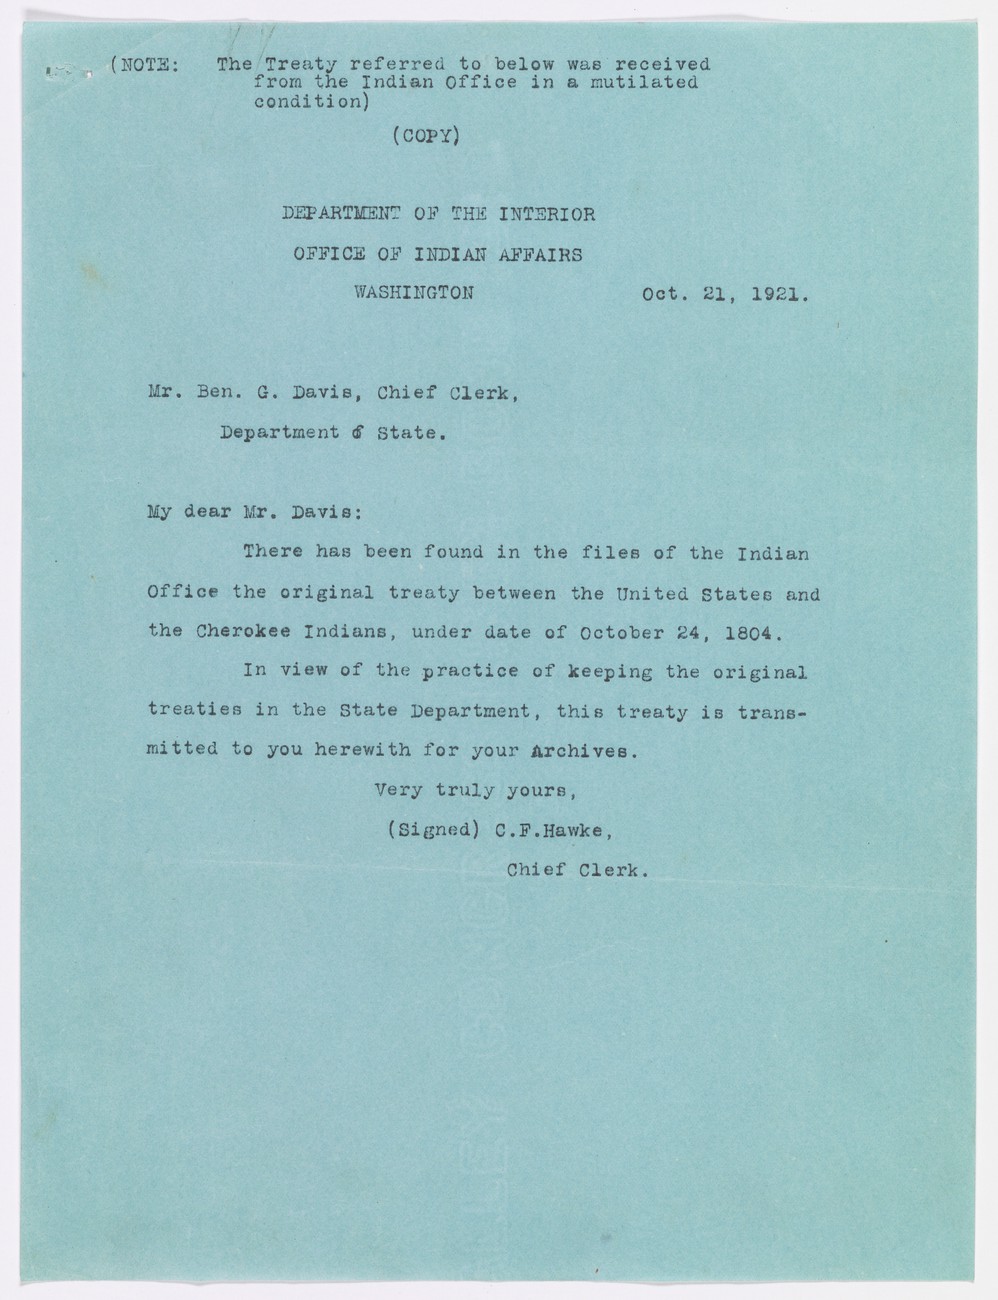 (NOTE: The Treaty referred to below was received
from the Indian Office in a mutilated
condition)
(COPY)
DEPARTMENT OF THE INTERIOR
OFFICE OF INDIAN AFFAIRS
WASHINGTON Oct. 21, 1921.
Mr. Ben. G. Davis, Chief Clerk,
Department of State.
My dear Mr. Davis:
There has been found in the files of the Indian
Office the original treaty between the United States and
the Cherokee Indians, under date of October 24, 1804.
In view of the practice of keeping the original
treaties in the State Department, this treaty is trans-
mitted to you herewith for your Archives.
Very truly yours,
(Signed) C.F.Hawke,
Chief Clerk.